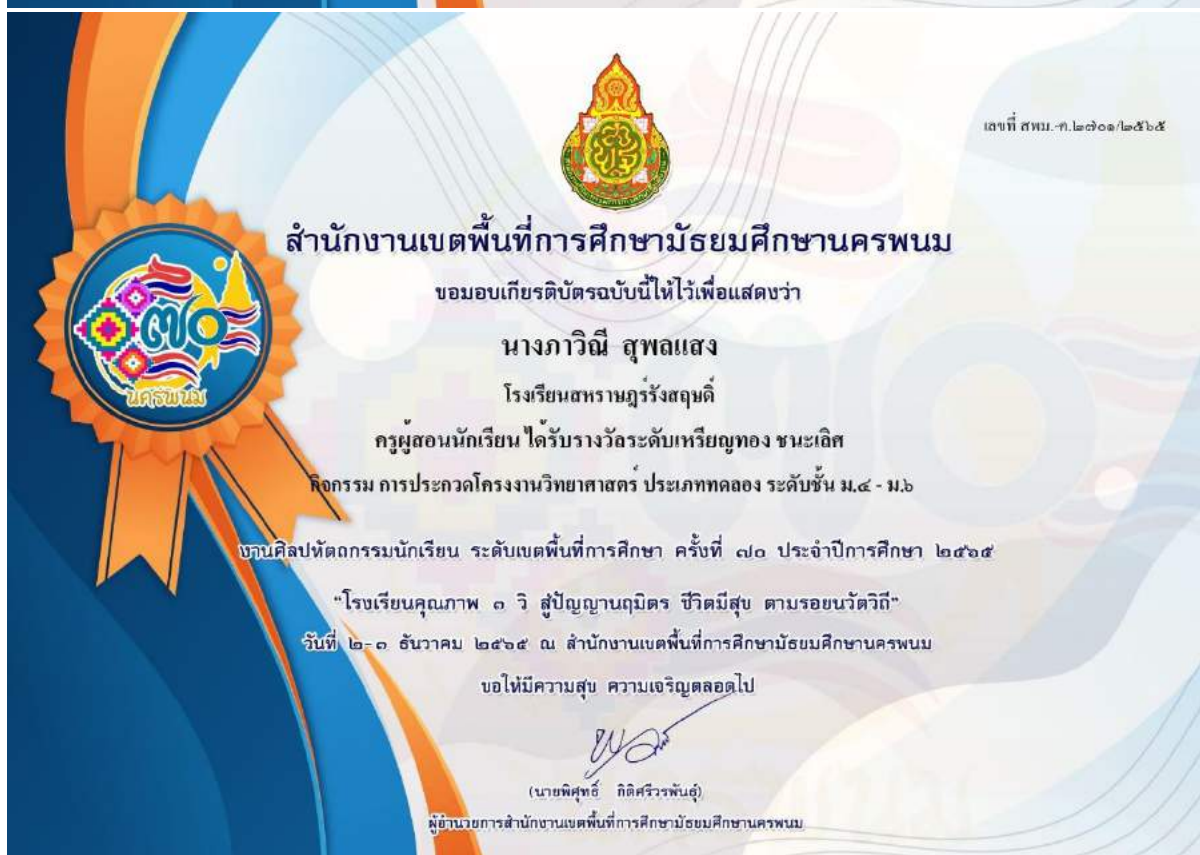 เลขที่ สพม.-ค.๒๗๐๑/๒๕๖๕
สำนักงานเขตพื้นที่การศึกษามัธยมศึกษานครพนม
ขอมอบเกียรติบัตรฉบับนี้ให้ไว้เพื่อแสดงว่า
นางภาวิณี สุพลแสง
โรงเรียนสหราษฎร์รังสฤษดิ์
ครูผู้สอนนักเรียน ได้รับรางวัลระดับเหรียญทอง ชนะเลิศ
กิจกรรม การประกวดโครงงานวิทยาศาสตร์ ประเภททดลอง ระดับชั้น ม.๔ - ม.๖
๗๐
นครพนม
งานศิลปหัตถกรรมนักเรียน ระดับเขตพื้นที่การศึกษา ครั้งที่ ๗๐ ประจำปีการศึกษา ๒๕๖๕
"โรงเรียนคุณภาพ ๓ วิ สู่ปัญญานฤมิตร ชีวิตมีสุข ตามรอยนวัตวิถี"
วันที่ ๒-๓ ธันวาคม ๒๕๖๕ ณ สำนักงานเขตพื้นที่การศึกษามัธยมศึกษานครพนม
ขอให้มีความสุข ความเจริญตลอดไป
(นายพิศุทธิ์ กิติศรีวรพันธุ์)
ผู้อำนวยการสำนักงานเขตพื้นที่การศึกษามัธยมศึกษานครพนม